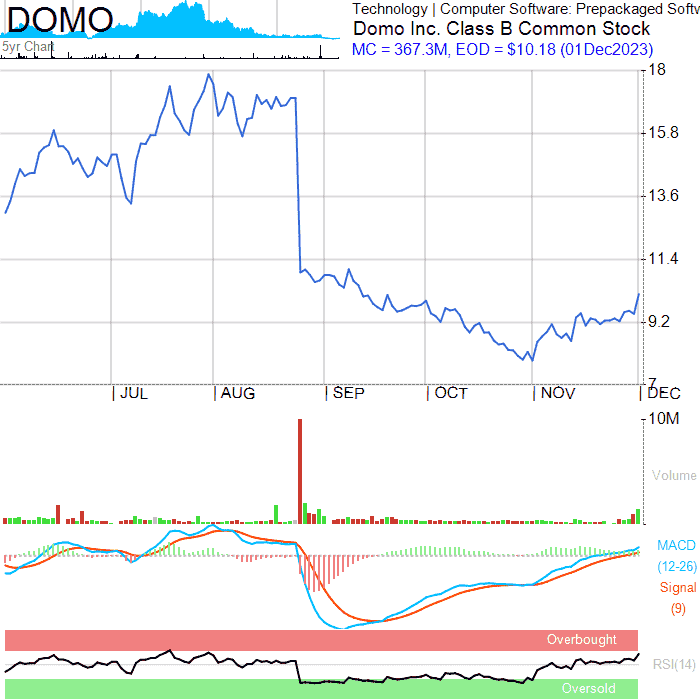 DOMO
5yr Chart
Technology | Computer Software: Prepackaged Softw
Domo Inc. Class B Common Stock
MC = 367.3M, EOD = $10.18 (01Dec2023)
18
15.8
13.6
11.4
9.2
7
JUL
AUG
SEP
OCT
NOV
DEC
10M
Volume
MACD
(12-26)
Signal
(9)
Overbought
RSI(14)
Oversold